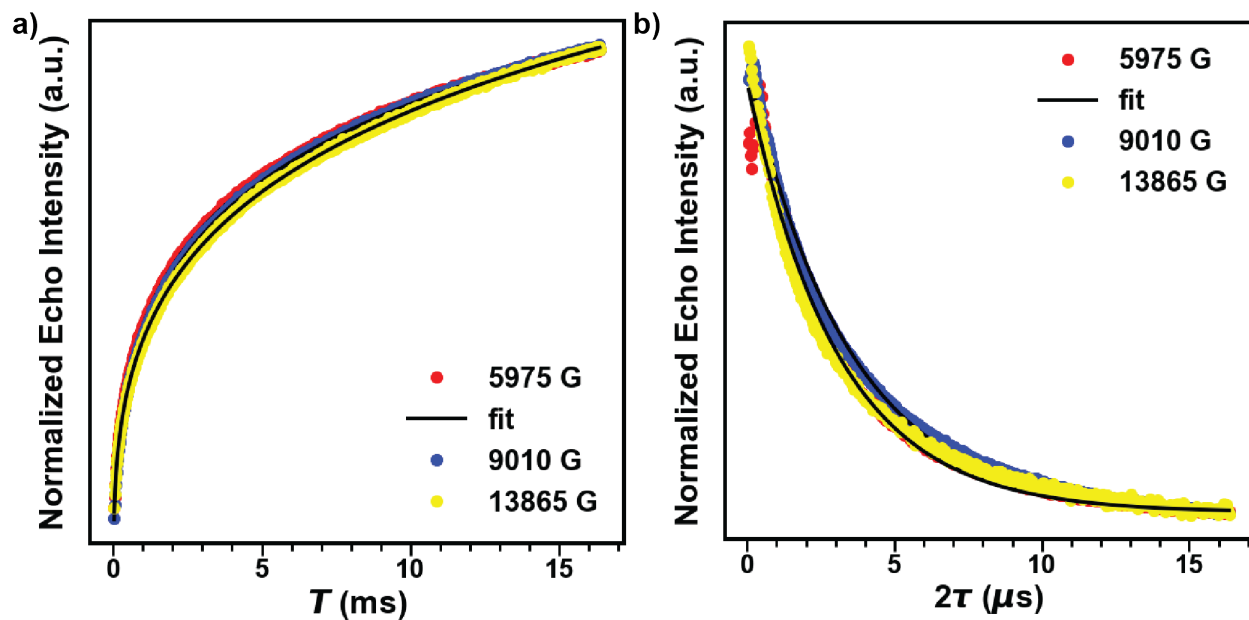 a)
Normalized Echo Intensity (a.u.)
5975 G
fit
9010 G
13865 G
0 5 10 15
T (ms)
b)
Normalized Echo Intensity (a.u.)
5975 G
fit
9010 G
13865 G
0 5 10 15
2τ (μs)